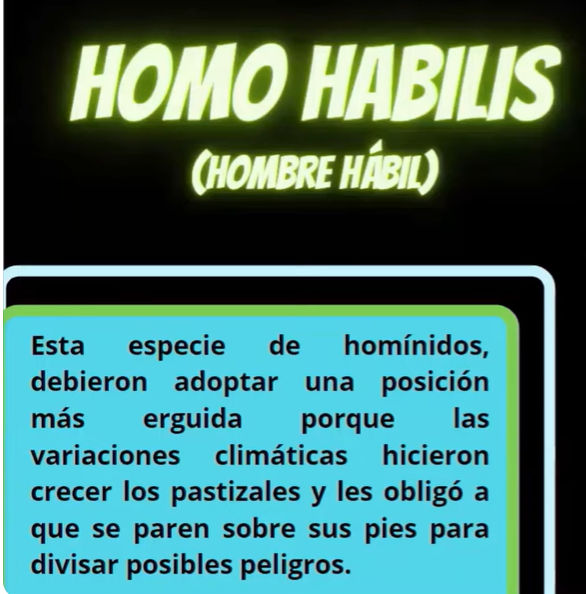 HOMO HABILIS
(HOMBRE HÁBIL)
Esta especie de homínidos,
debieron adoptar una posición
más erguida porque las
variaciones climáticas hicieron
crecer los pastizales y les obligó a
que se paren sobre sus pies para
divisar posibles peligros.